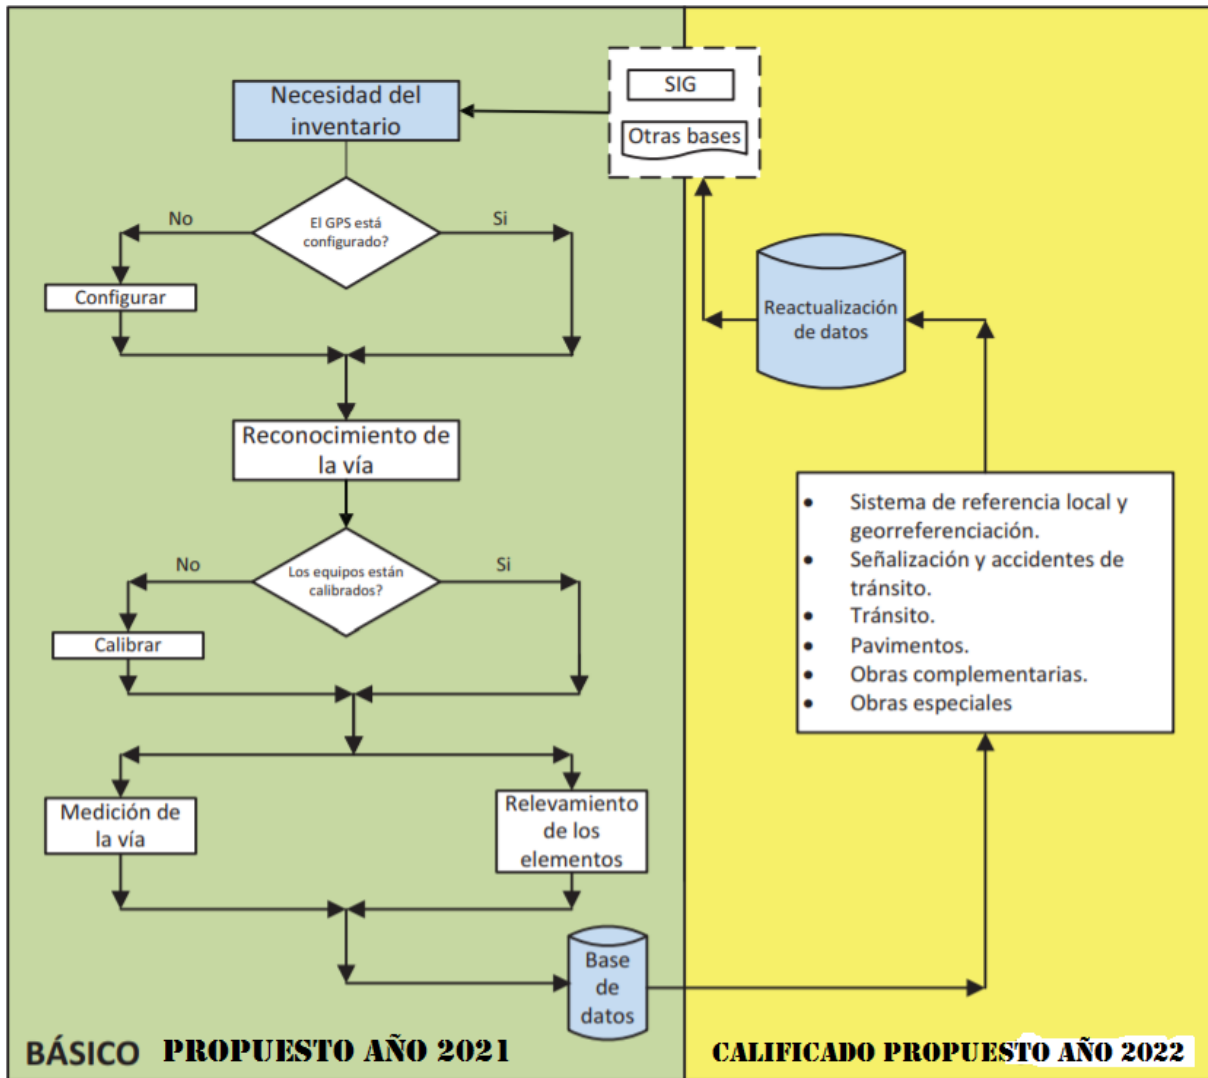 Necesidad del
inventario
SIG
Otras bases
No
El GPS está
configurado?
Si
Configurar
Reconocimiento de
la vía
No
Los equipos están
calibrados?
Si
Calibrar
Medición de
la vía
Relevamiento
de los
elementos
Base
de
datos
BÁSICO PROPUESTO AÑO 2021
Reactualización
de datos
• Sistema de referencia local y
georreferenciación.
• Señalización y accidentes de
tránsito.
• Tránsito.
• Pavimentos.
• Obras complementarias.
• Obras especiales
CALIFICADO PROPUESTO AÑO 2022